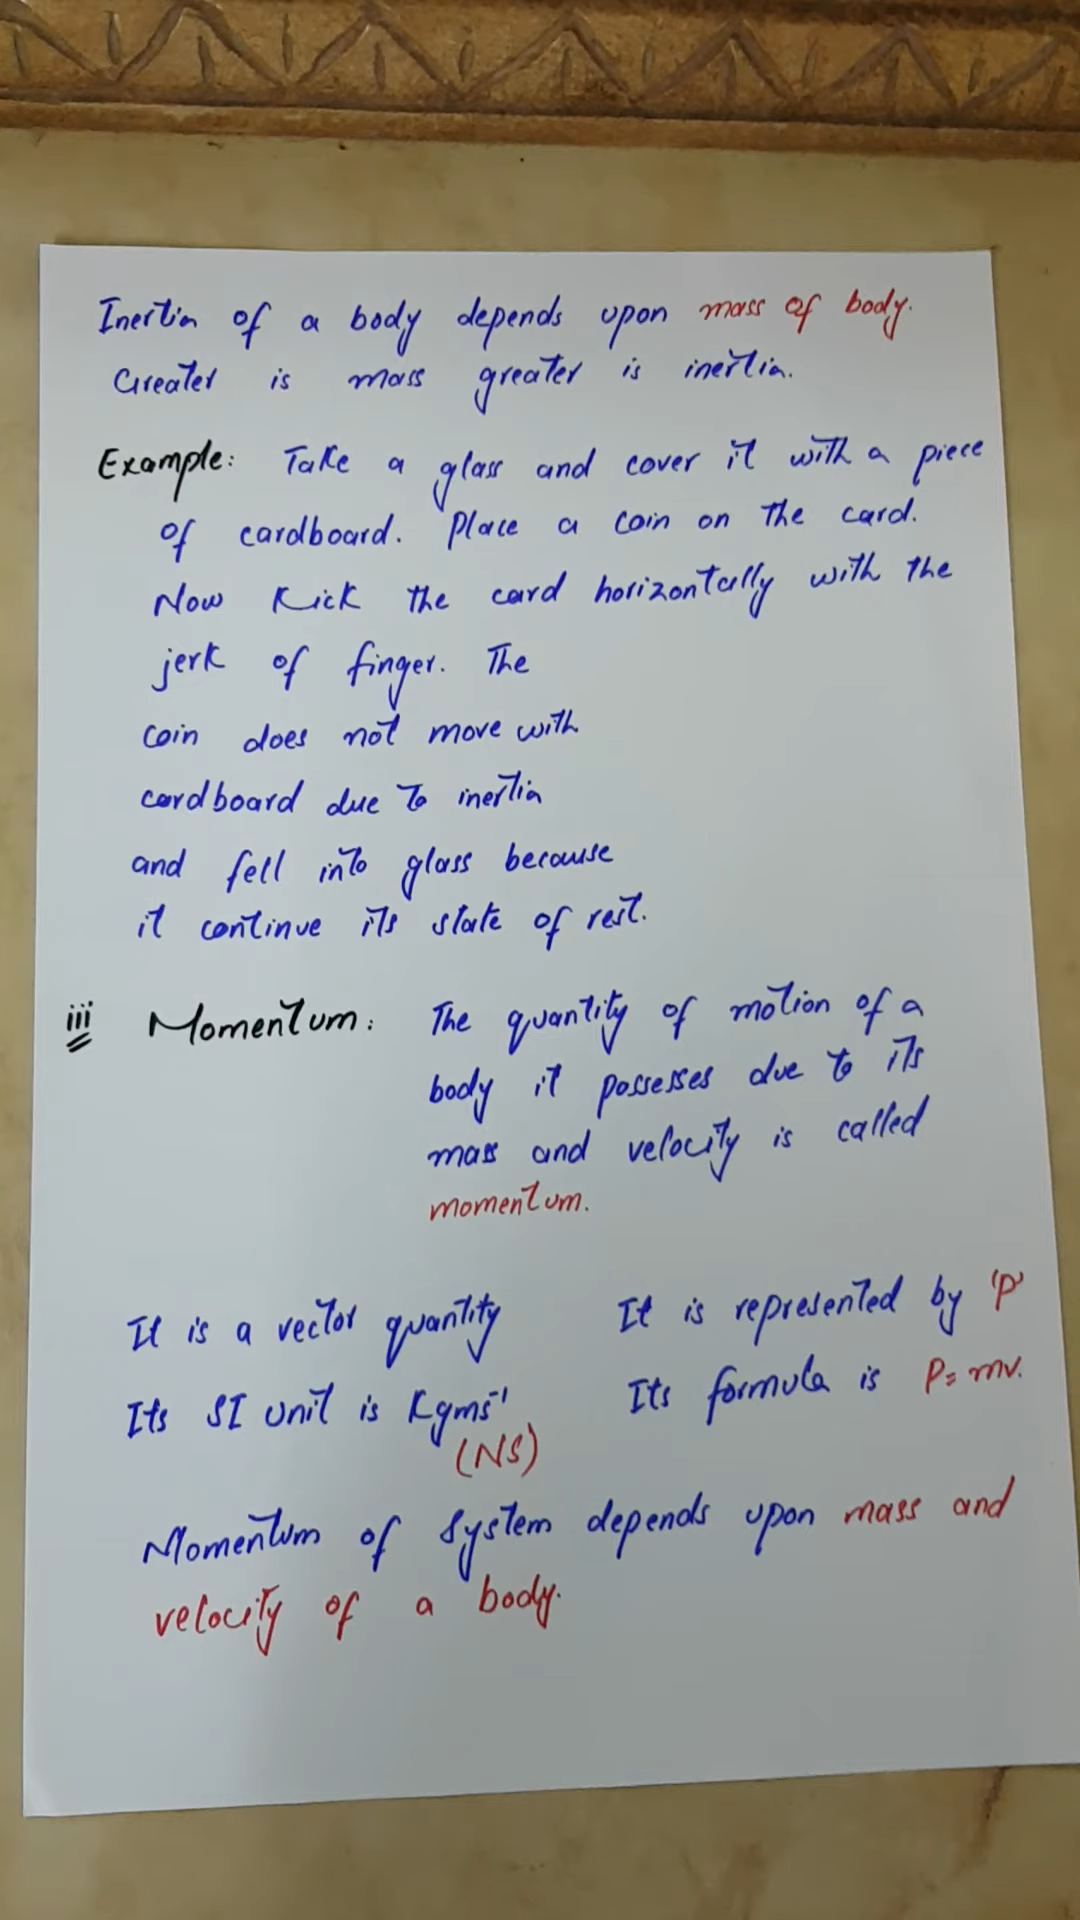 Inertia of a body depends upon mass of body.
Greater is mass greater is inertia.
Example: Take a glass and cover it with a piece
of cardboard. Place a coin on the card.
Now kick the card horizontally with the
jerk of finger. The
coin does not move with
cardboard due to inertia
and fell into glass because
it continue its state of rest.
iii Momentum: The quantity of motion of a
body it possesses due to its
mass and velocity is called
momentum.
It is a vector quantity It is represented by 'P'
Its SI unit is Kgms⁻¹ Its formula is P=mv.
(NS)
Momentum of system depends upon mass and
velocity of a body.